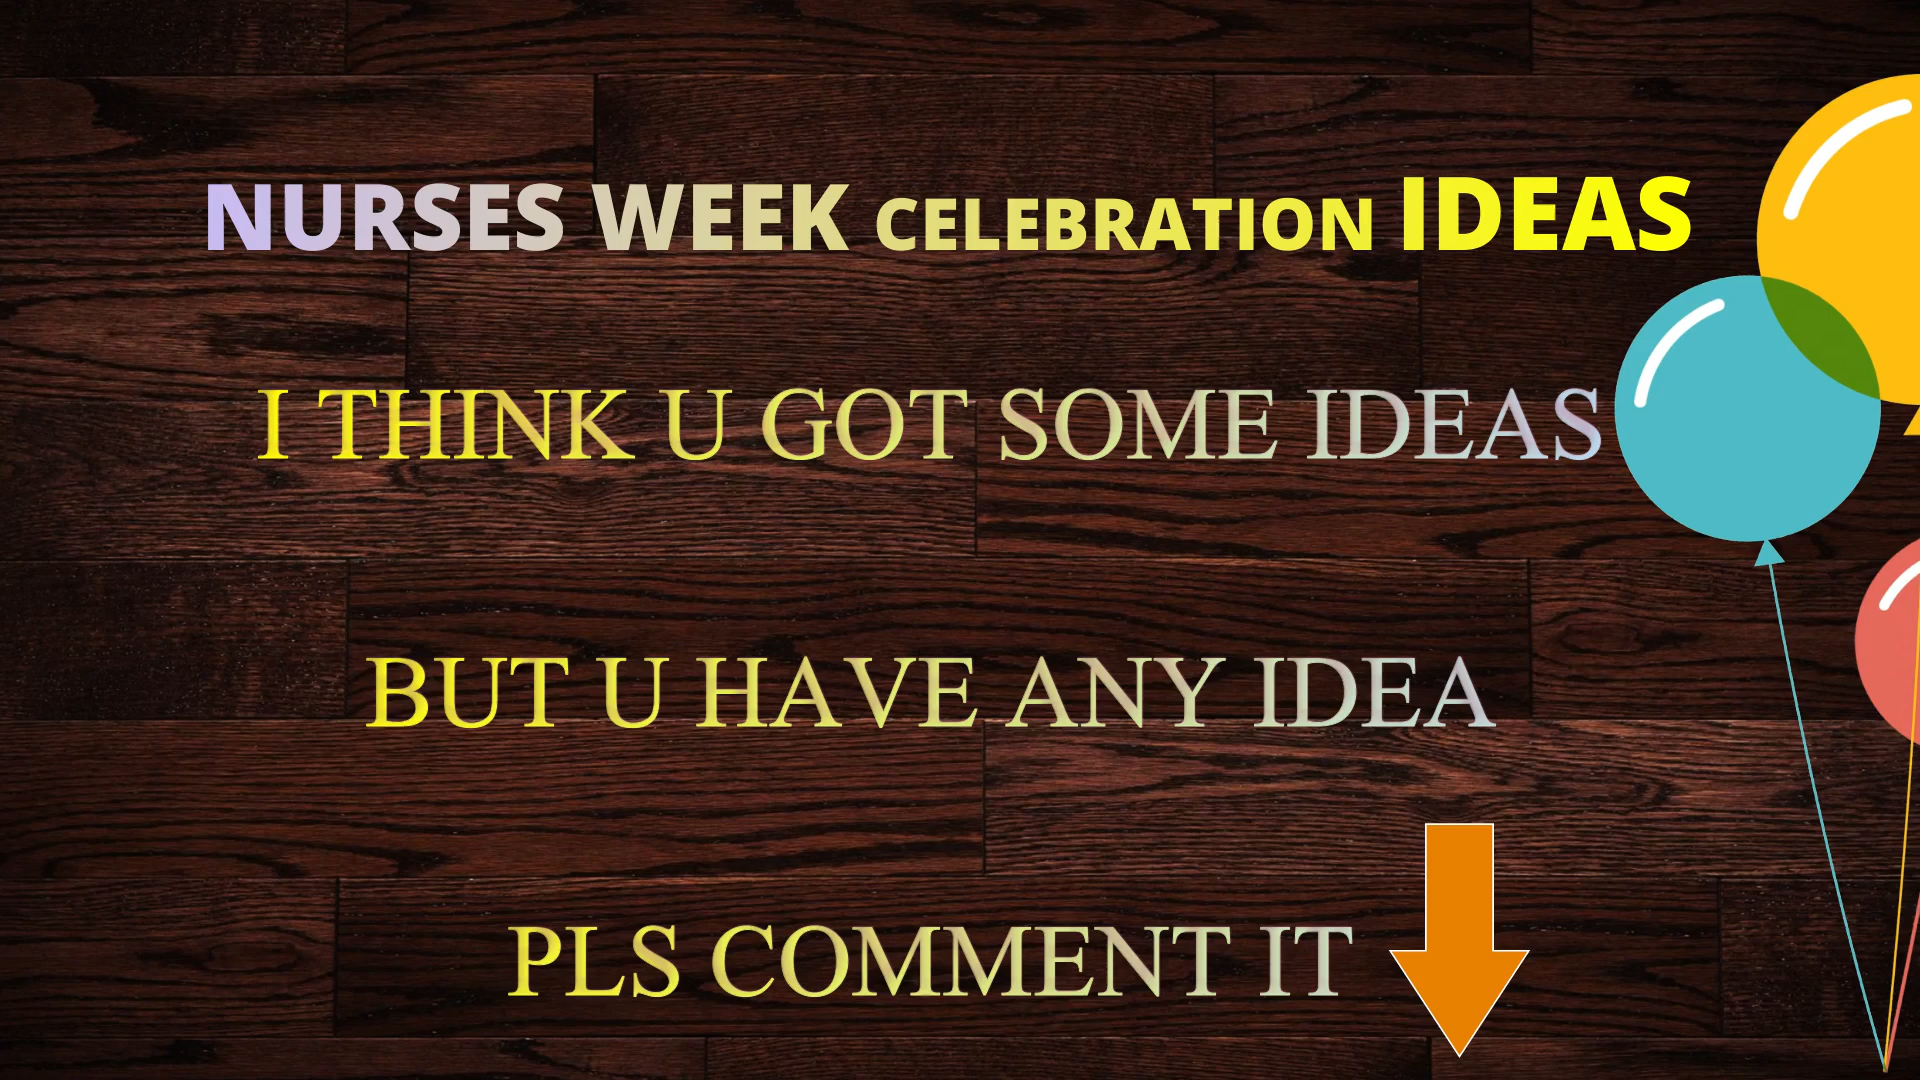 NURSES WEEK CELEBRATION IDEAS
I THINK U GOT SOME IDEAS
BUT U HAVE ANY IDEA
PLS COMMENT IT